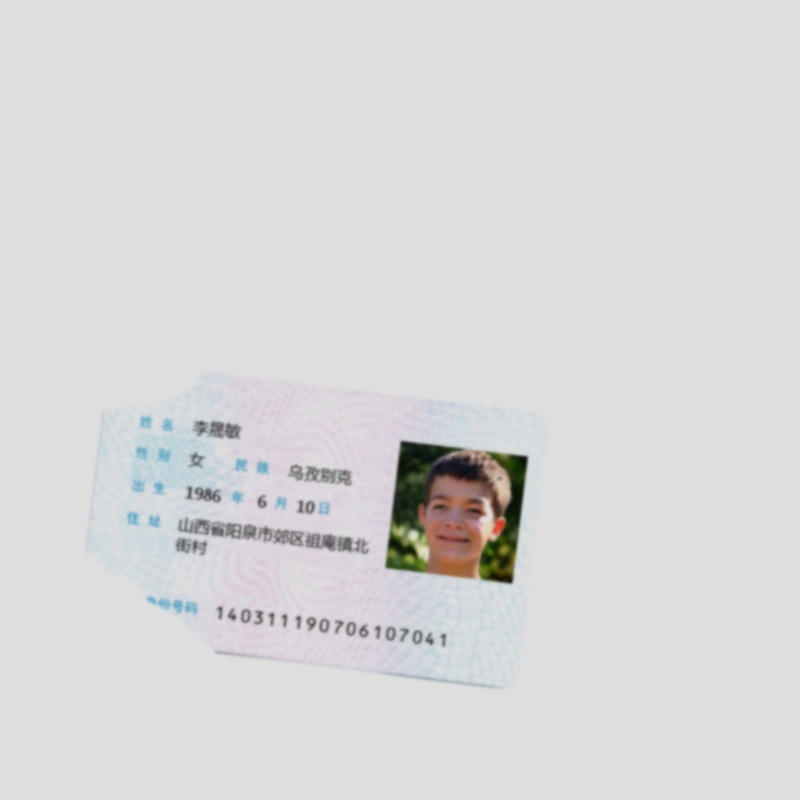 姓名 李晟敏
性别 女 民族 乌孜别克
出生 1986 年 6 月 10 日
住址 山西省阳泉市郊区祖庵镇北
街村
身份号码 140311190706107041